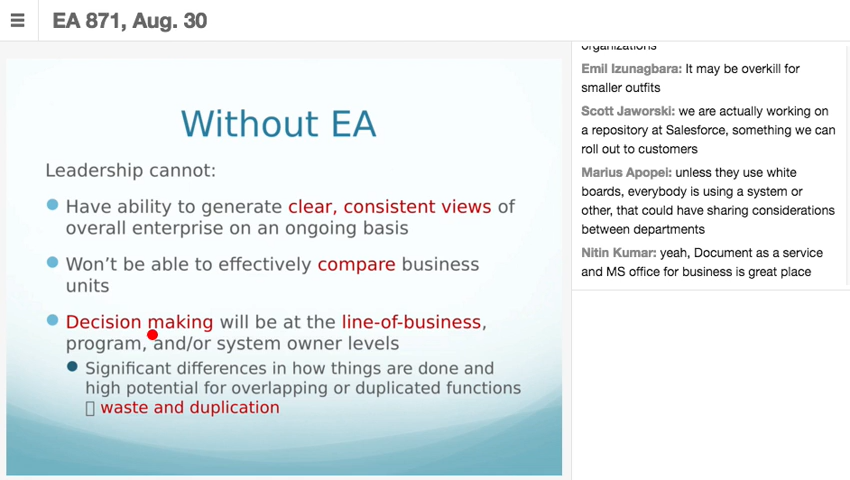 EA 871, Aug. 30
Without EA
Leadership cannot:
Have ability to generate clear, consistent views of
overall enterprise on an ongoing basis
Won't be able to effectively compare business
units
Decision making will be at the line-of-business,
program, and/or system owner levels
Significant differences in how things are done and
high potential for overlapping or duplicated functions
waste and duplication
organizations
Emil Izunagbara: It may be overkill for
smaller outfits
Scott Jaworski: we are actually working on
a repository at Salesforce, something we can
roll out to customers
Marius Apopei: unless they use white
boards, everybody is using a system or
other, that could have sharing considerations
between departments
Nitin Kumar: yeah, Document as a service
and MS office for business is great place